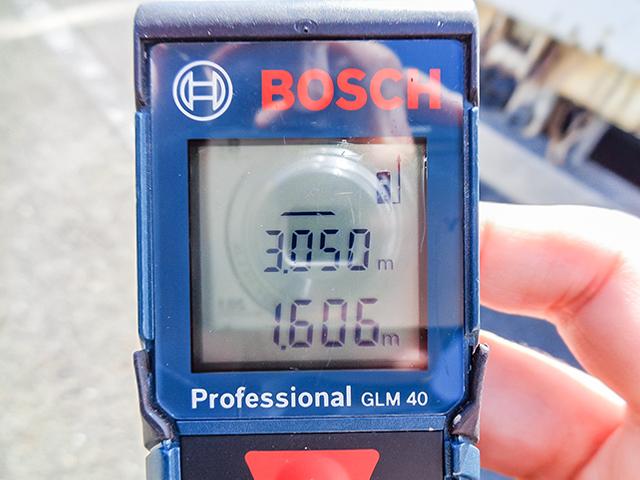 BOSCH
3.050 m
1.606 m
Professional GLM 40